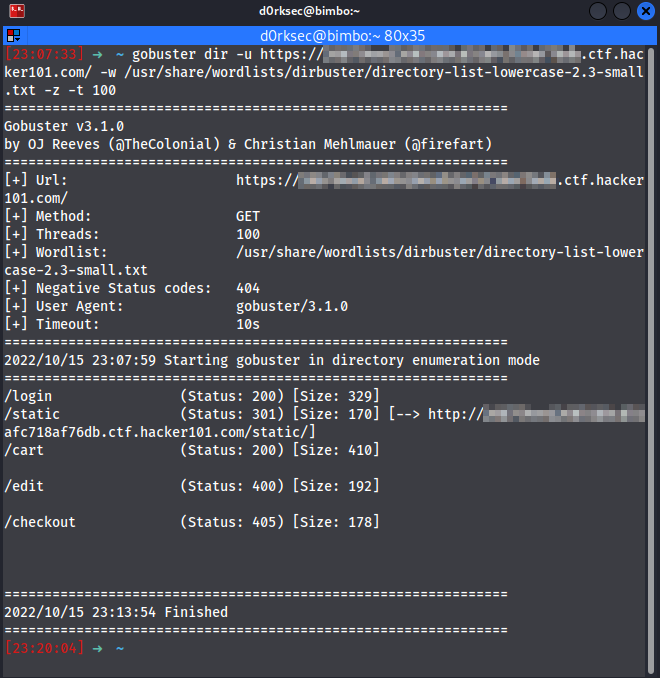 d0rksec@bimbo:~
d0rksec@bimbo:~ 80x35
[23:07:33] → ~ gobuster dir -u https://.ctf.hac
ker101.com/ -w /usr/share/wordlists/dirbuster/directory-list-lowercase-2.3-small
.txt -z -t 100
===============================================================
Gobuster v3.1.0
by OJ Reeves (@TheColonial) & Christian Mehlmauer (@firefart)
===============================================================
[+] Url:                     https://.ctf.hacker
101.com/
[+] Method:                  GET
[+] Threads:                 100
[+] Wordlist:                /usr/share/wordlists/dirbuster/directory-list-lower
case-2.3-small.txt
[+] Negative Status codes:   404
[+] User Agent:              gobuster/3.1.0
[+] Timeout:                 10s
===============================================================
2022/10/15 23:07:59 Starting gobuster in directory enumeration mode
===============================================================
/login                (Status: 200) [Size: 329]
/static               (Status: 301) [Size: 170] [--> http://
afc718af76db.ctf.hacker101.com/static/]
/cart                 (Status: 200) [Size: 410]
/edit                 (Status: 400) [Size: 192]
/checkout             (Status: 405) [Size: 178]
===============================================================
2022/10/15 23:13:54 Finished
===============================================================
[23:20:04] → ~